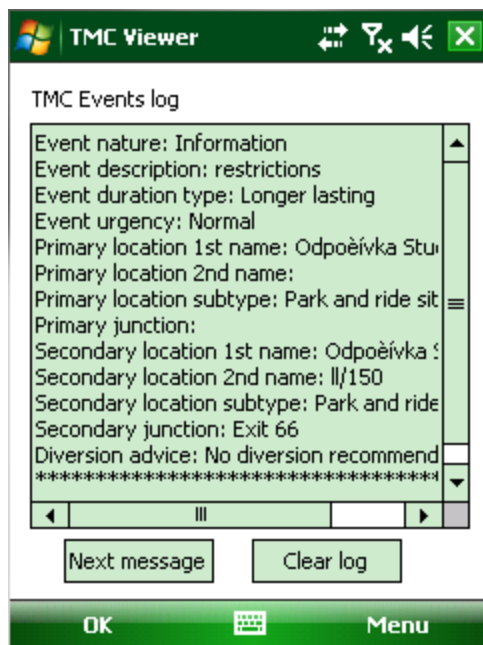 TMC Viewer
TMC Events log
Event nature: Information
Event description: restrictions
Event duration type: Longer lasting
Event urgency: Normal
Primary location 1st name: Odpoèívka Stu
Primary location 2nd name:
Primary location subtype: Park and ride sit
Primary junction:
Secondary location 1st name: Odpoèívka S
Secondary location 2nd name: II/150
Secondary location subtype: Park and ride
Secondary junction: Exit 66
Diversion advice: No diversion recommend
************************************
Next message
Clear log
OK
Menu